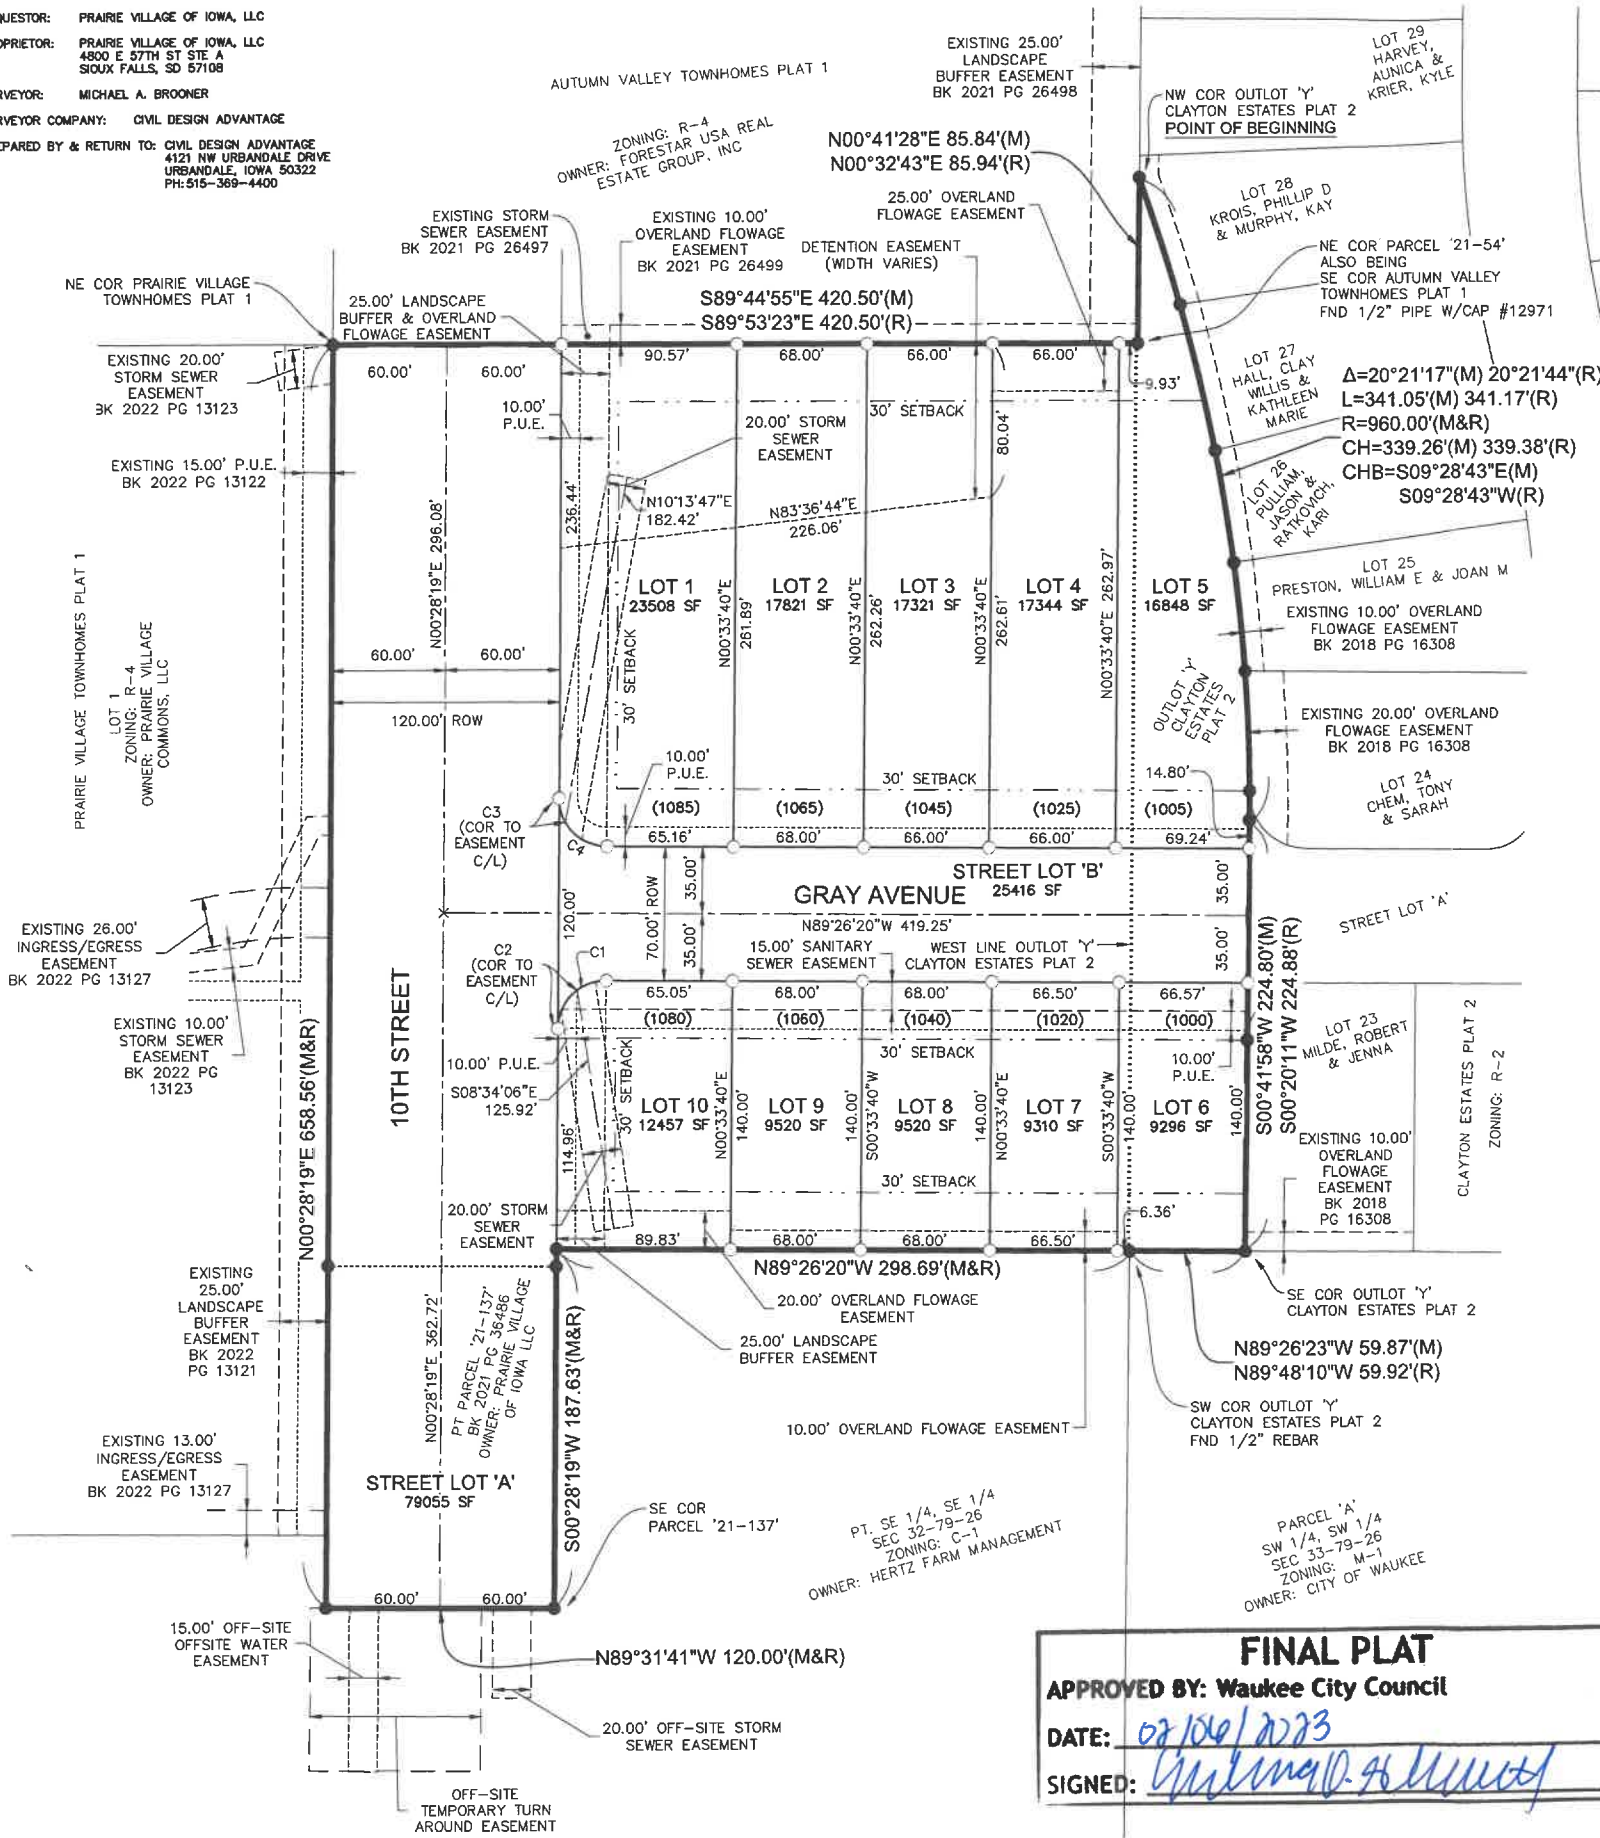 QUESTOR: PRAIRIE VILLAGE OF IOWA, LLC
OPRIETOR: PRAIRIE VILLAGE OF IOWA, LLC
4800 E 57TH ST STE A
SIOUX FALLS, SD 57108
RVEYOR: MICHAEL A. BROONER
RVEYOR COMPANY: CIVIL DESIGN ADVANTAGE
EPARED BY & RETURN TO: CIVIL DESIGN ADVANTAGE
4121 NW URBANDALE DRIVE
URBANDALE, IOWA 50322
PH:515-369-4400
AUTUMN VALLEY TOWNHOMES PLAT 1
ZONING: R-4
OWNER: FORESTAR USA REAL
ESTATE GROUP, INC
EXISTING 25.00'
LANDSCAPE
BUFFER EASEMENT
BK 2021 PG 26498
LOT 29
HARVEY,
AUNICA &
KRIER, KYLE
NW COR OUTLOT 'Y'
CLAYTON ESTATES PLAT 2
POINT OF BEGINNING
N00°41'28"E 85.84'(M)
N00°32'43"E 85.94'(R)
LOT 28
KROIS, PHILLIP D
& MURPHY, KAY
25.00' OVERLAND
FLOWAGE EASEMENT
EXISTING STORM
SEWER EASEMENT
BK 2021 PG 26497
EXISTING 10.00'
OVERLAND FLOWAGE
EASEMENT
BK 2021 PG 26499
DETENTION EASEMENT
(WIDTH VARIES)
NE COR PARCEL '21-54'
ALSO BEING
SE COR AUTUMN VALLEY
TOWNHOMES PLAT 1
FND 1/2" PIPE W/CAP #12971
NE COR PRAIRIE VILLAGE
TOWNHOMES PLAT 1
25.00' LANDSCAPE
BUFFER & OVERLAND
FLOWAGE EASEMENT
S89°44'55"E 420.50'(M)
S89°53'23"E 420.50'(R)
EXISTING 20.00'
STORM SEWER
EASEMENT
BK 2022 PG 13123
60.00' 60.00' 90.57' 68.00' 66.00' 66.00' 9.93'
LOT 27
HALL, CLAY
WILLIS &
KATHLEEN
MARIE
Δ=20°21'17"(M) 20°21'44"(R)
L=341.05'(M) 341.17'(R)
R=960.00'(M&R)
CH=339.26'(M) 339.38'(R)
CHB=S09°28'43"E(M)
S09°28'43"W(R)
10.00'
P.U.E.
30' SETBACK
20.00' STORM
SEWER
EASEMENT
80.04'
EXISTING 15.00' P.U.E.
BK 2022 PG 13122
LOT 26
PULLIAM,
JASON &
RATKOVICH,
KARI
N00°28'19"E 296.08'
236.44'
N10°13'47"E
182.42'
N83°36'44"E
226.06'
LOT 25
PRESTON, WILLIAM E & JOAN M
LOT 1
23508 SF
LOT 2
17821 SF
LOT 3
17321 SF
LOT 4
17344 SF
LOT 5
16848 SF
EXISTING 10.00' OVERLAND
FLOWAGE EASEMENT
BK 2018 PG 16308
PRAIRIE VILLAGE TOWNHOMES PLAT 1
LOT 1
ZONING: R-4
OWNER: PRAIRIE VILLAGE
COMMONS, LLC
60.00' 60.00'
120.00' ROW
30' SETBACK
N00°33'40"E
261.89'
N00°33'40"E
262.26'
N00°33'40"E
262.61'
N00°33'40"E 262.97'
OUTLOT 'Y'
CLAYTON
ESTATES
PLAT 2
EXISTING 20.00' OVERLAND
FLOWAGE EASEMENT
BK 2018 PG 16308
10.00'
P.U.E.
30' SETBACK
14.80'
LOT 24
CHEM, TONY
& SARAH
C3
(COR TO
EASEMENT
C/L)
C4
(1085) (1065) (1045) (1025) (1005)
65.16' 68.00' 66.00' 66.00' 69.24'
STREET LOT 'B'
25416 SF
GRAY AVENUE
N89°26'20"W 419.25'
120.00'
70.00' ROW
35.00'
35.00'
35.00'
35.00'
STREET LOT 'A'
EXISTING 26.00'
INGRESS/EGRESS
EASEMENT
BK 2022 PG 13127
C2
(COR TO
EASEMENT
C/L)
C1
15.00' SANITARY
SEWER EASEMENT
WEST LINE OUTLOT 'Y'
CLAYTON ESTATES PLAT 2
S00°41'58"W 224.80'(M)
S00°20'11"W 224.88'(R)
65.05' 68.00' 68.00' 66.50' 66.57'
(1080) (1060) (1040) (1020) (1000)
30' SETBACK
EXISTING 10.00'
STORM SEWER
EASEMENT
BK 2022 PG
13123
10TH STREET
10.00' P.U.E.
S08°34'06"E
125.92'
10.00'
P.U.E.
LOT 23
MILDE, ROBERT
& JENNA
CLAYTON ESTATES PLAT 2
ZONING: R-2
N00°28'19"E 658.56'(M&R)
30' SETBACK
114.96'
LOT 10
12457 SF
LOT 9
9520 SF
LOT 8
9520 SF
LOT 7
9310 SF
LOT 6
9296 SF
N00°33'40"E
140.00'
S00°33'40"W
140.00'
N00°33'40"E
140.00'
S00°33'40"W
140.00'
140.00'
30' SETBACK
EXISTING 10.00'
OVERLAND
FLOWAGE
EASEMENT
BK 2018
PG 16308
20.00' STORM
SEWER
EASEMENT
6.36'
89.83' 68.00' 68.00' 66.50'
N89°26'20"W 298.69'(M&R)
EXISTING
25.00'
LANDSCAPE
BUFFER
EASEMENT
BK 2022
PG 13121
20.00' OVERLAND FLOWAGE
EASEMENT
25.00' LANDSCAPE
BUFFER EASEMENT
SE COR OUTLOT 'Y'
CLAYTON ESTATES PLAT 2
N89°26'23"W 59.87'(M)
N89°48'10"W 59.92'(R)
N00°28'19"E 362.72'
PT PARCEL '21-137'
BK 2021 PG 36486
OWNER: PRAIRIE VILLAGE
OF IOWA LLC
S00°28'19"W 187.63'(M&R)
SW COR OUTLOT 'Y'
CLAYTON ESTATES PLAT 2
FND 1/2" REBAR
10.00' OVERLAND FLOWAGE EASEMENT
EXISTING 13.00'
INGRESS/EGRESS
EASEMENT
BK 2022 PG 13127
STREET LOT 'A'
79055 SF
SE COR
PARCEL '21-137'
PT. SE 1/4, SE 1/4
SEC 32-79-26
ZONING: C-1
OWNER: HERTZ FARM MANAGEMENT
PARCEL 'A'
SW 1/4, SW 1/4
SEC 33-79-26
ZONING: M-1
OWNER: CITY OF WAUKEE
60.00' 60.00'
15.00' OFF-SITE
OFFSITE WATER
EASEMENT
N89°31'41"W 120.00'(M&R)
20.00' OFF-SITE STORM
SEWER EASEMENT
OFF-SITE
TEMPORARY TURN
AROUND EASEMENT
FINAL PLAT
APPROVED BY: Waukee City Council
DATE: 02/06/2023
SIGNED: